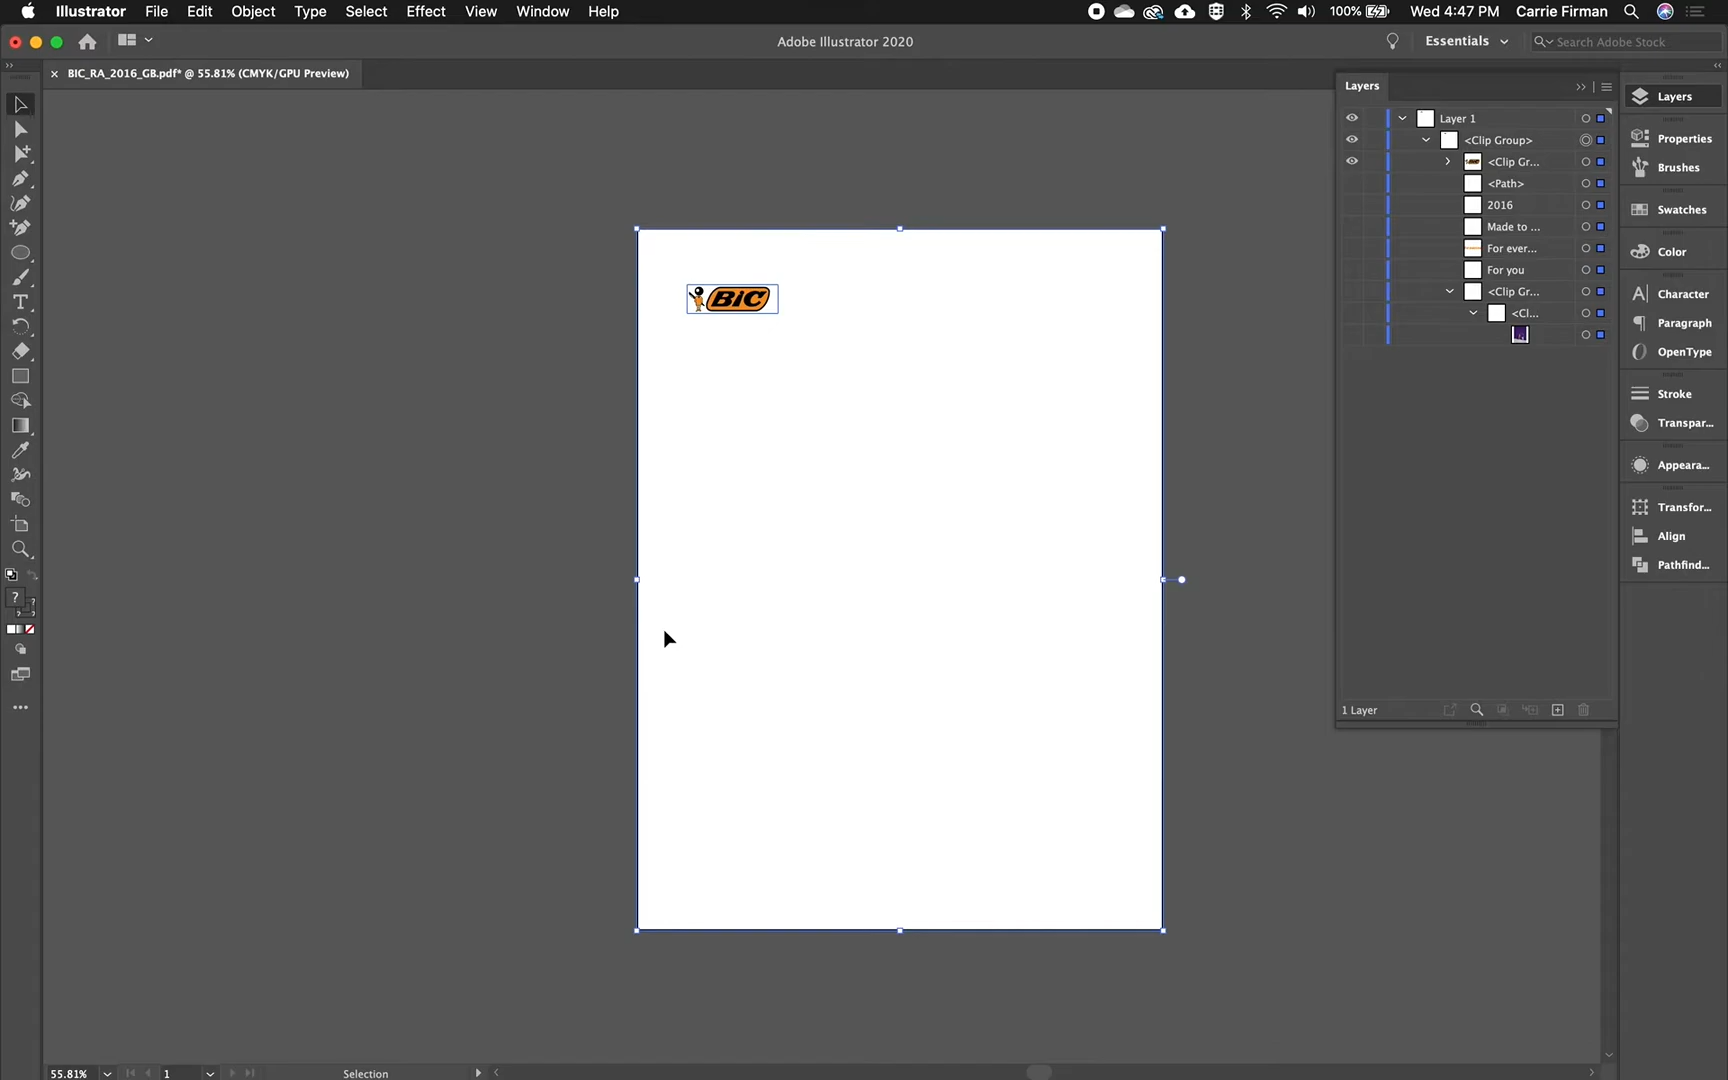 Illustrator File Edit Object Type Select Effect View Window Help
100% Wed 4:47 PM Carrie Firman
Adobe Illustrator 2020
Essentials
Search Adobe Stock
× BIC_RA_2016_GB.pdf* @ 55.81% (CMYK/GPU Preview)
BIC
Layers
Layer 1
<Clip Group>
<Clip Gr...
<Path>
2016
Made to ...
For ever...
For you
<Clip Gr...
<Cl...
1 Layer
Layers
Properties
Brushes
Swatches
Color
Character
Paragraph
OpenType
Stroke
Transpar...
Appeara...
Transfor...
Align
Pathfind...
55.81% 1 Selection